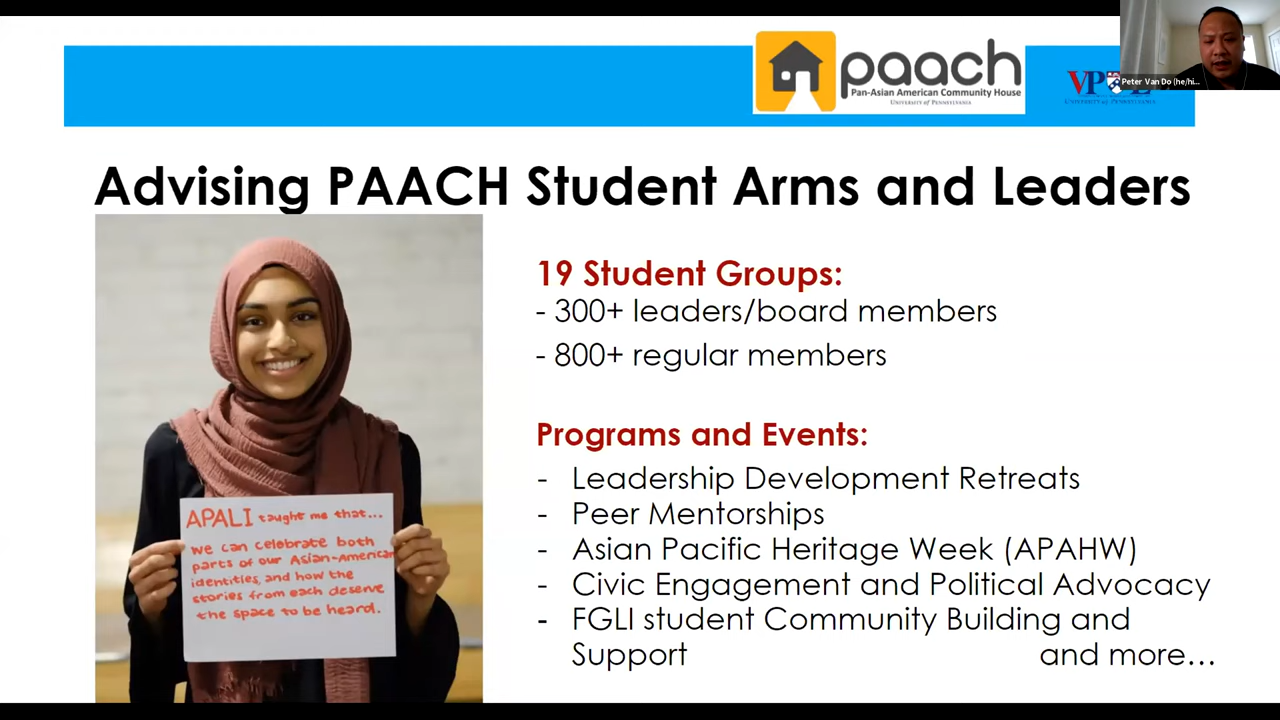 paach
Pan-Asian American Community House
UNIVERSITY of PENNSYLVANIA
UNIVERSITY of PENNSYLVANIA
Peter Van Do (he/hi...
Advising PAACH Student Arms and Leaders
19 Student Groups:
- 300+ leaders/board members
- 800+ regular members
Programs and Events:
- Leadership Development Retreats
- Peer Mentorships
- Asian Pacific Heritage Week (APAHW)
- Civic Engagement and Political Advocacy
- FGLI student Community Building and
Support and more...
APALI taught me that...
we can celebrate both
parts of our Asian-American
identities, and how the
stories from each deserve
the space to be heard.